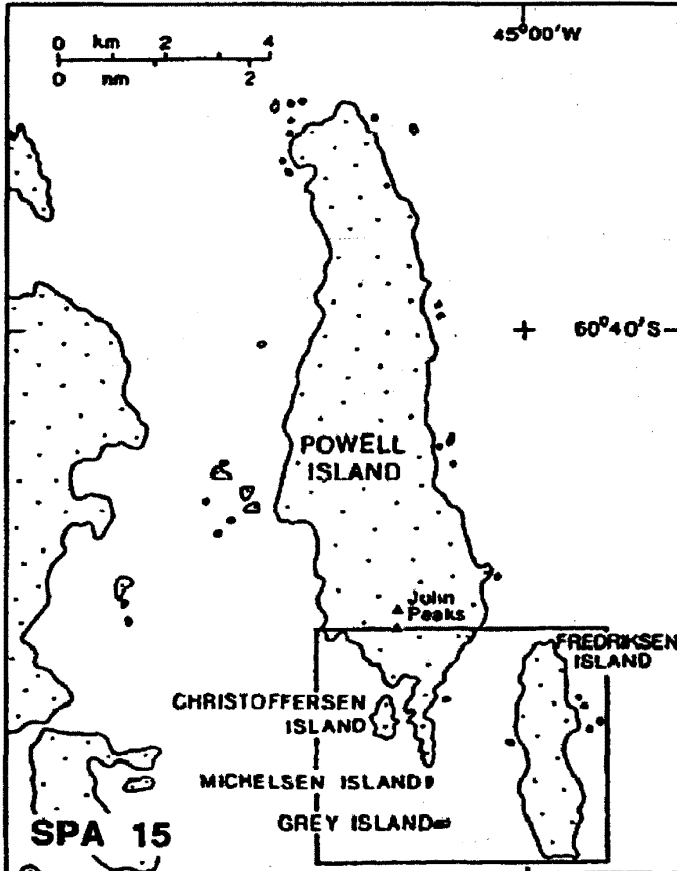 0 km 2 4
0 nm 2
45°00'W
60°40'S
POWELL
ISLAND
John
Peaks
FREDRIKSEN
ISLAND
CHRISTOFFERSEN
ISLAND
MICHELSEN ISLAND
GREY ISLAND
SPA 15